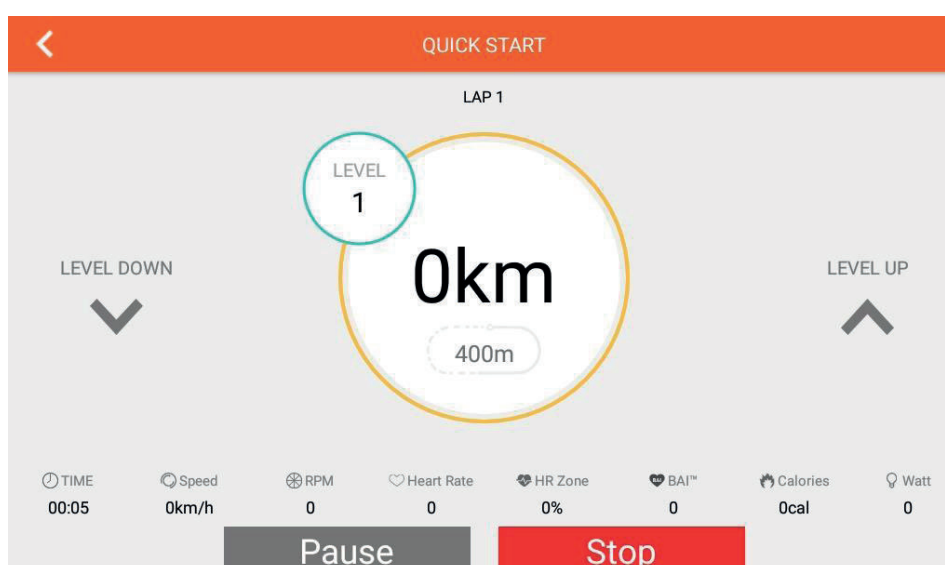 QUICK START
LAP 1
LEVEL
1
LEVEL DOWN
0km
LEVEL UP
400m
TIME Speed RPM Heart Rate HR Zone BAI™ Calories Watt
00:05 0km/h 0 0 0% 0 0cal 0
Pause Stop